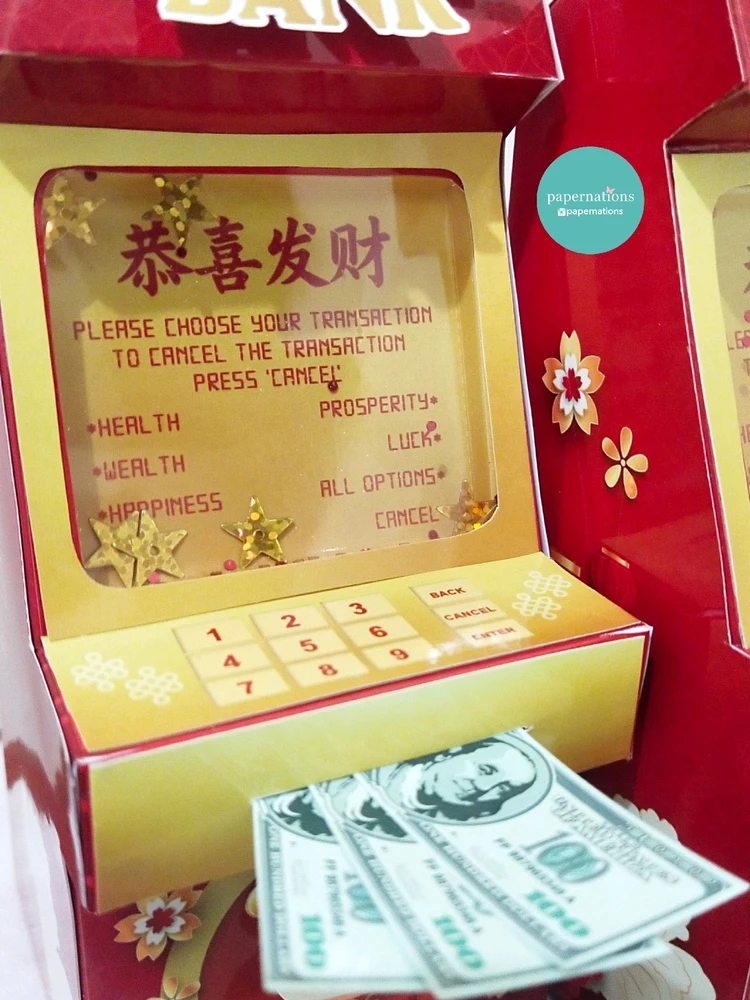 BANK
papernations
@papernations
恭喜发财
PLEASE CHOOSE YOUR TRANSACTION
TO CANCEL THE TRANSACTION
PRESS 'CANCEL'
*HEALTH
PROSPERITY*
*WEALTH
LUCK*
*HAPPINESS
ALL OPTIONS*
CANCEL
1 2 3 BACK
4 5 6 CANCEL
7 8 9 ENTER
100
100
100
100
100